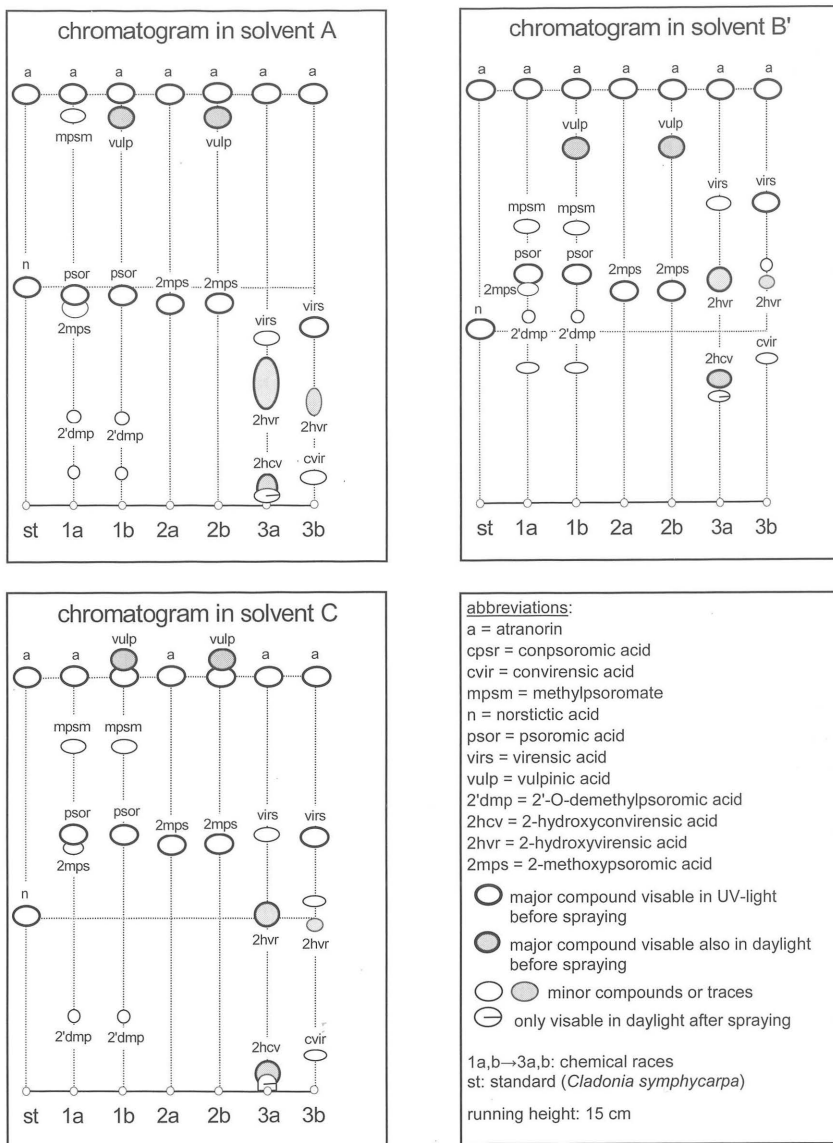 chromatogram in solvent A
a a a a a a a
mpsm vulp vulp
n psor psor 2mps 2mps
2mps virs virs
2'dmp 2'dmp 2hvr 2hvr
2hcv cvir
st 1a 1b 2a 2b 3a 3b
chromatogram in solvent B'
a a a a a a a
vulp vulp
virs virs
mpsm mpsm
psor psor 2mps 2mps
2mps 2hvr 2hvr
n 2'dmp 2'dmp
2hcv cvir
st 1a 1b 2a 2b 3a 3b
chromatogram in solvent C
vulp vulp
a a a a a
mpsm mpsm
psor psor 2mps 2mps virs virs
2mps
n 2hvr 2hvr
2'dmp 2'dmp 2hcv cvir
st 1a 1b 2a 2b 3a 3b
abbreviations:
a = atranorin
cpsr = conpsoromic acid
cvir = convirensic acid
mpsm = methylpsoromate
n = norstictic acid
psor = psoromic acid
virs = virensic acid
vulp = vulpinic acid
2'dmp = 2'-O-demethylpsoromic acid
2hcv = 2-hydroxyconvirensic acid
2hvr = 2-hydroxyvirensic acid
2mps = 2-methoxypsoromic acid
major compound visable in UV-light
before spraying
major compound visable also in daylight
before spraying
minor compounds or traces
only visable in daylight after spraying
1a,b→3a,b: chemical races
st: standard (Cladonia symphycarpa)
running height: 15 cm